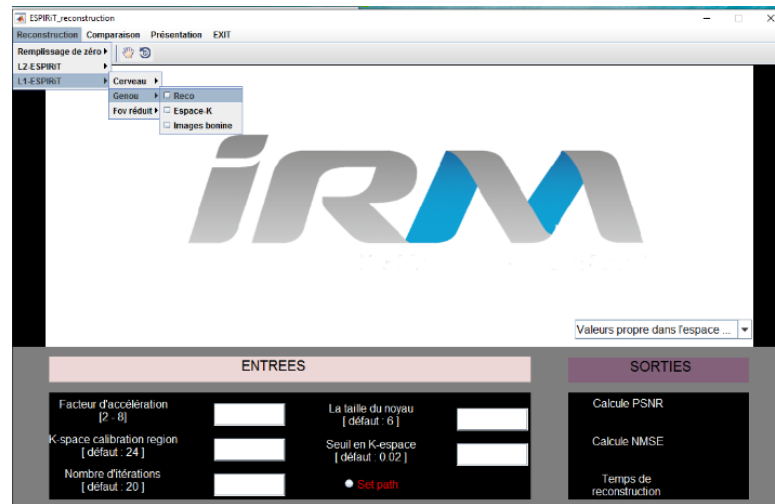 ESPIRiT_reconstruction
Reconstruction Comparaison Présentation EXIT
Remplissage de zéro
L2-ESPIRiT
L1-ESPIRiT
Cerveau
Genou
Fov réduit
Reco
Espace-K
Images bonine
iRM
Valeurs propre dans l'espace ...
ENTREES
SORTIES
Facteur d'accélération
[2 - 8]
La taille du noyau
[ défaut : 6 ]
K-space calibration region
[ défaut : 24 ]
Seuil en K-espace
[ défaut : 0.02 ]
Nombre d'itérations
[ défaut : 20 ]
Set path
Calcule PSNR
Calcule NMSE
Temps de
reconstruction